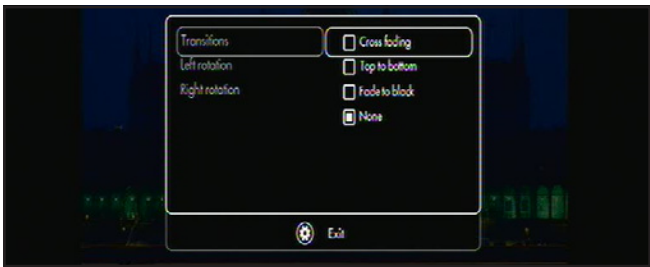 Transitions
Cross fading
Left rotation
Top to bottom
Right rotation
Fade to black
None
Exit